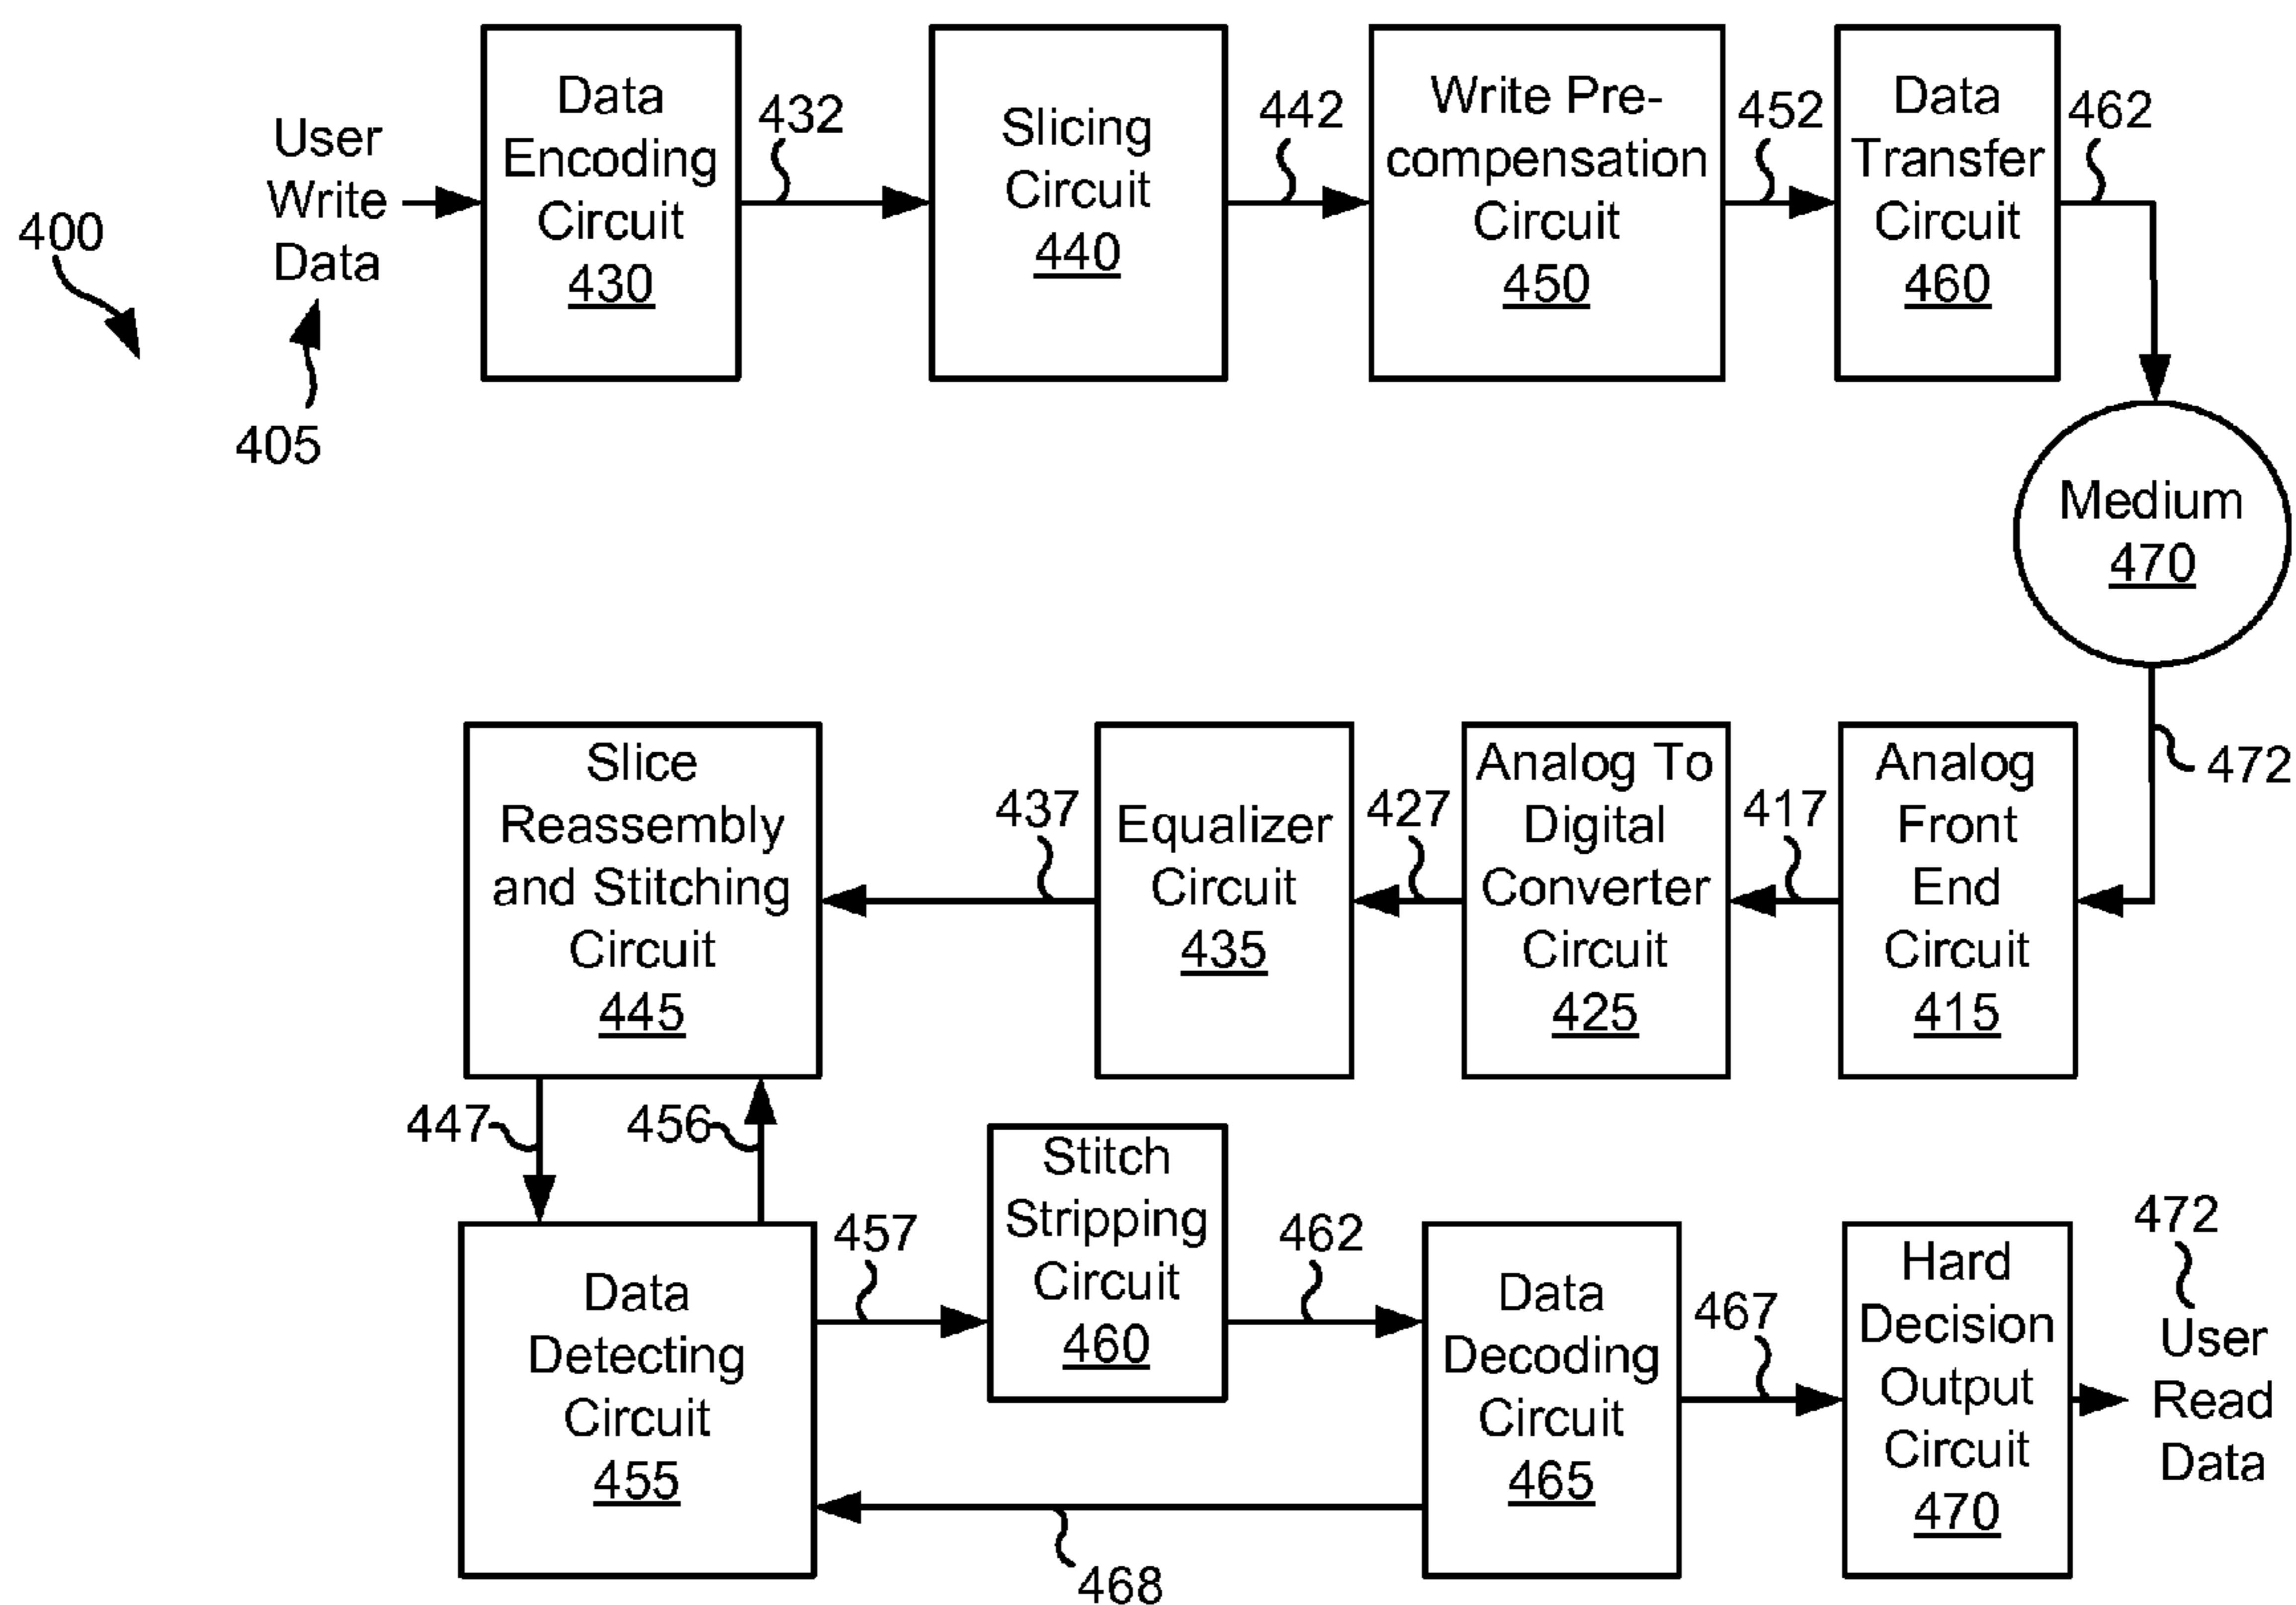 400
User
Write
Data
405
Data
Encoding
Circuit
430
432
Slicing
Circuit
440
442
Write Pre-
compensation
Circuit
450
452
Data
Transfer
Circuit
460
462
Medium
470
472
Analog
Front
End
Circuit
415
417
Analog To
Digital
Converter
Circuit
425
427
Equalizer
Circuit
435
437
Slice
Reassembly
and Stitching
Circuit
445
447
456
Data
Detecting
Circuit
455
457
Stitch
Stripping
Circuit
460
462
Data
Decoding
Circuit
465
467
468
Hard
Decision
Output
Circuit
470
472
User
Read
Data